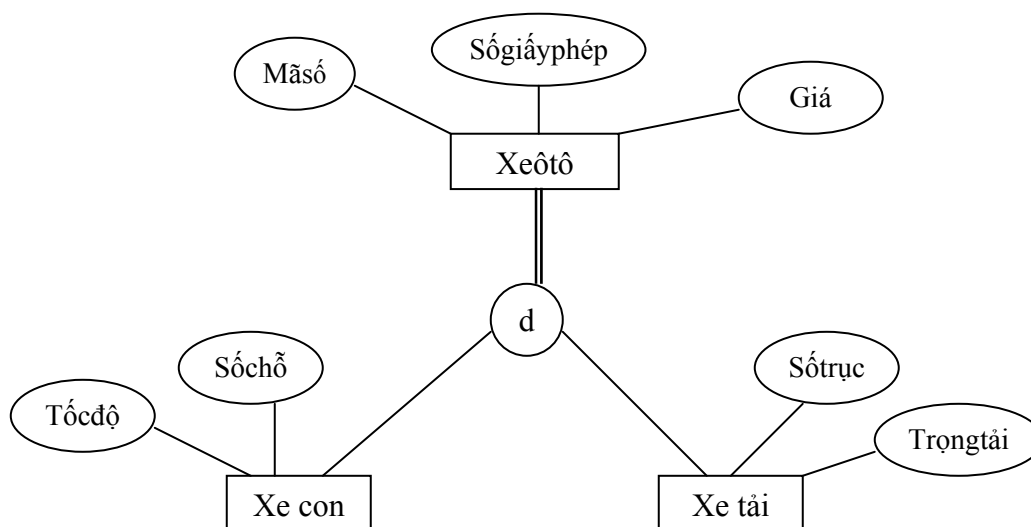 Sốgiấyphép
Mãsố
Giá
Xeôtô
d
Sốchỗ
Sốtrục
Tốcđộ
Trọngtải
Xe con
Xe tải